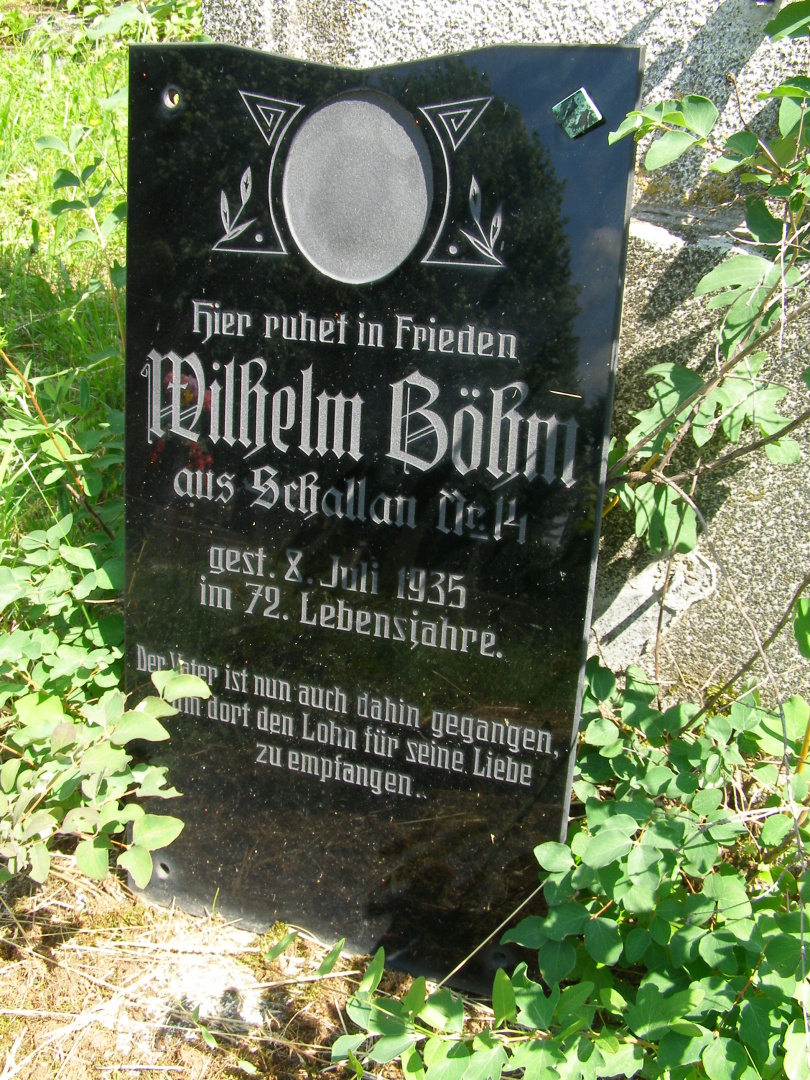 Hier ruhet in Frieden
Wilhelm Böhm
aus Schallan Nr. 14
gest. 8. Juli 1935
im 72. Lebensjahre.
Der Vater ist nun auch dahin gegangen,
um dort den Lohn für seine Liebe
zu empfangen..